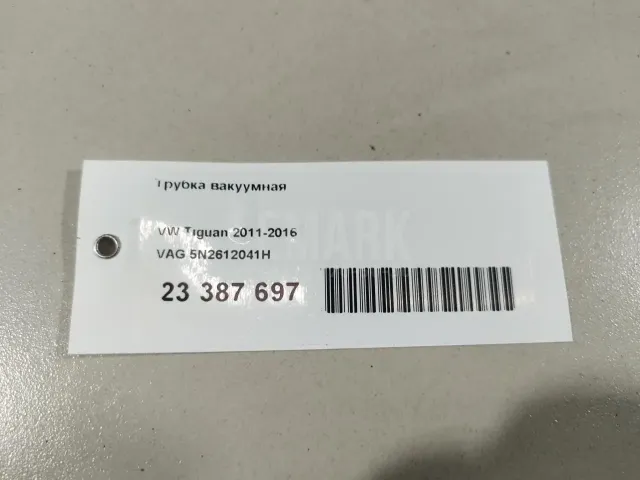 Трубка вакуумная
VW Tiguan 2011-2016
VAG 5N2612041H
23 387 697